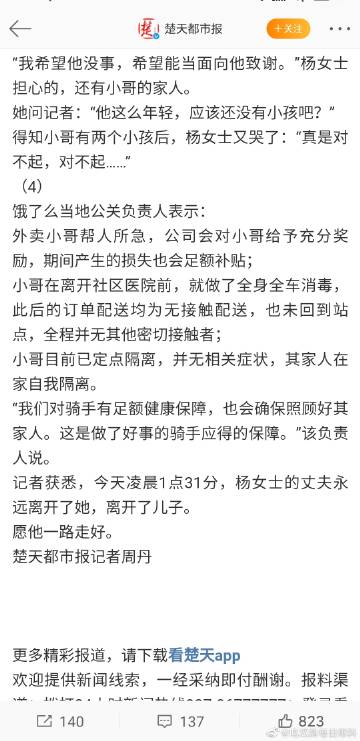 楚天都市报
+关注
“我希望他没事，希望能当面向他致谢。”杨女士
担心的，还有小哥的家人。
她问记者：“他这么年轻，应该还没有小孩吧？”
得知小哥有两个小孩后，杨女士又哭了：“真是对
不起，对不起……”
（4）
饿了么当地公关负责人表示：
外卖小哥帮人所急，公司会对小哥给予充分奖
励，期间产生的损失也会足额补贴；
小哥在离开社区医院前，就做了全身全车消毒，
此后的订单配送均为无接触配送，也未回到站
点，全程并无其他密切接触者；
小哥目前已定点隔离，并无相关症状，其家人在
家自我隔离。
“我们对骑手有足额健康保障，也会确保照顾好其
家人。这是做了好事的骑手应得的保障。”该负责
人说。
记者获悉，今天凌晨1点31分，杨女士的丈夫永
远离开了她，离开了儿子。
愿他一路走好。
楚天都市报记者周丹
更多精彩报道，请下载看楚天app
欢迎提供新闻线索，一经采纳即付酬谢。报料渠
140
137
823